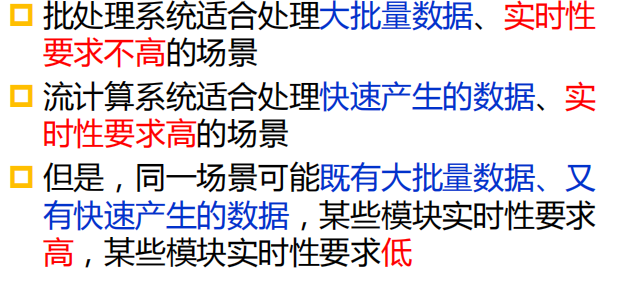 批处理系统适合处理大批量数据、实时性
要求不高的场景
流计算系统适合处理快速产生的数据、实
时性要求高的场景
但是，同一场景可能既有大批量数据、又
有快速产生的数据，某些模块实时性要求
高，某些模块实时性要求低